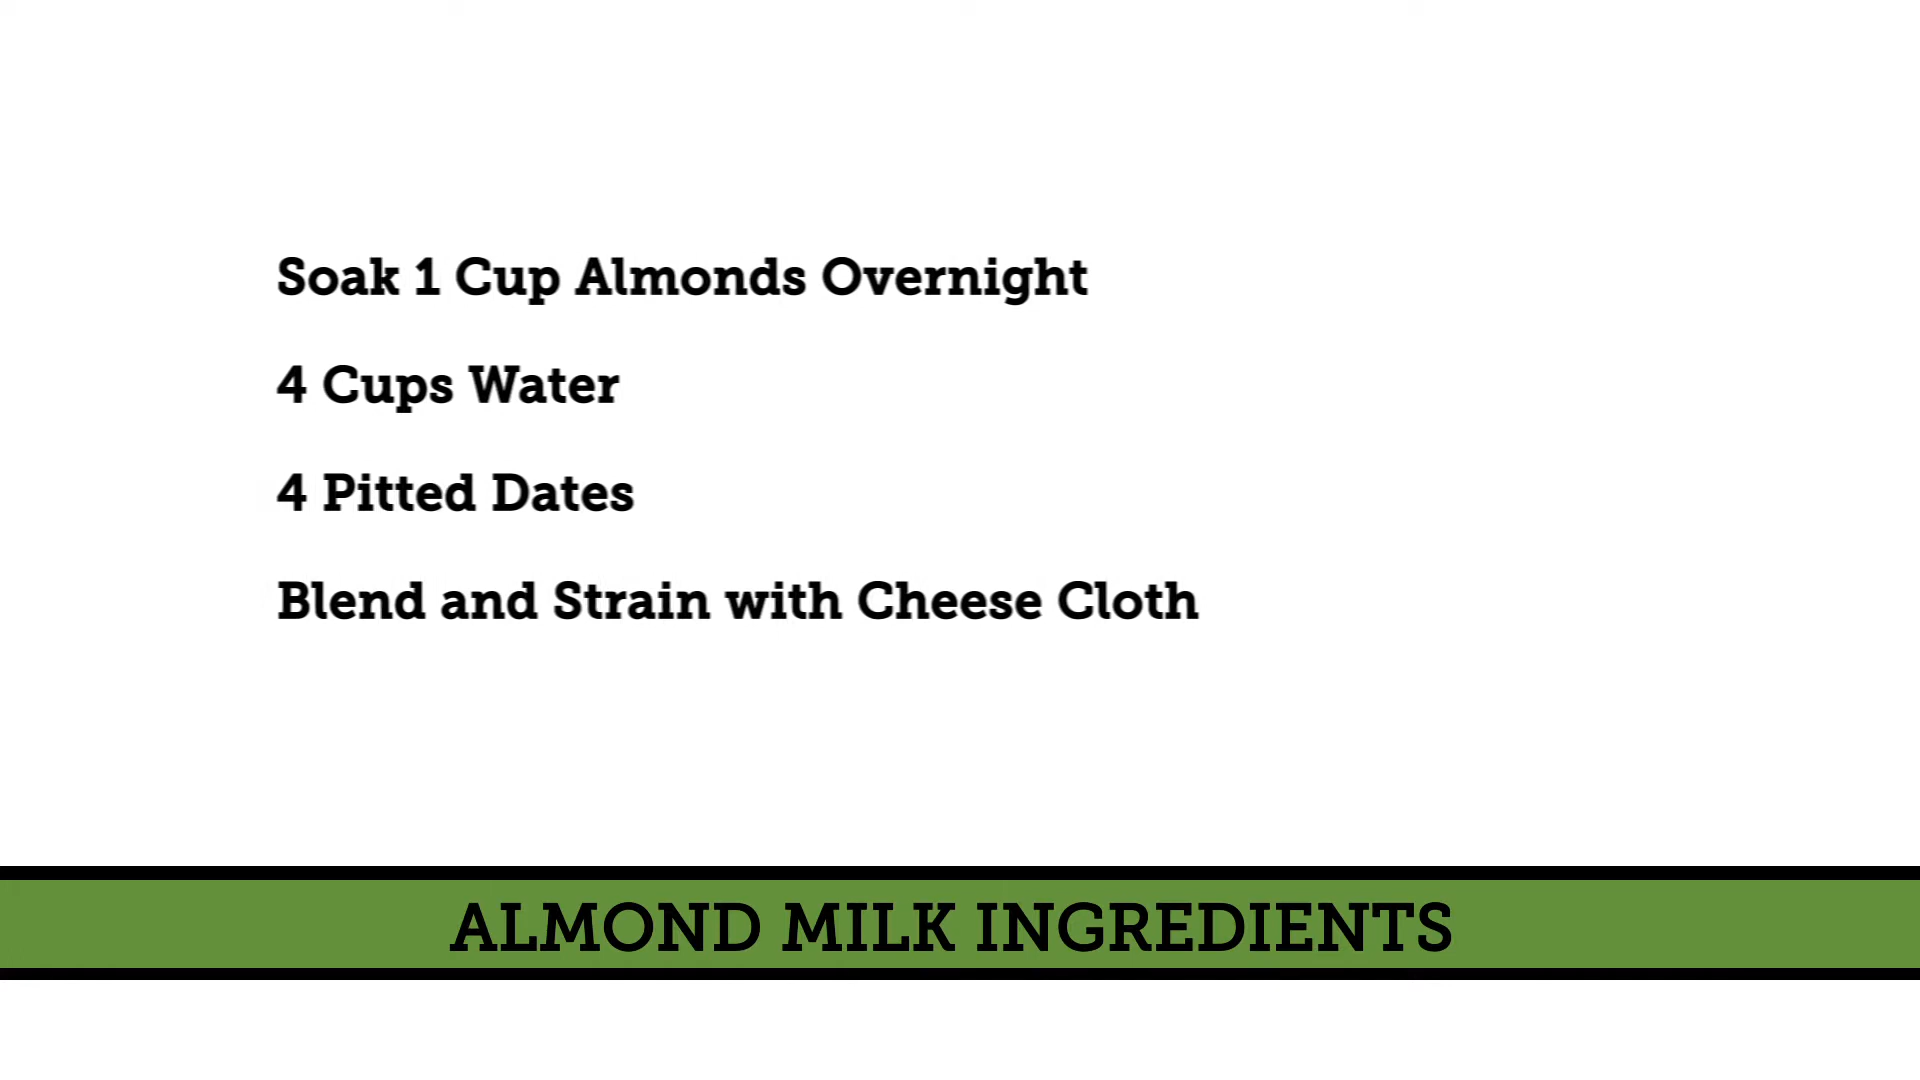 Soak 1 Cup Almonds Overnight
4 Cups Water
4 Pitted Dates
Blend and Strain with Cheese Cloth
ALMOND MILK INGREDIENTS